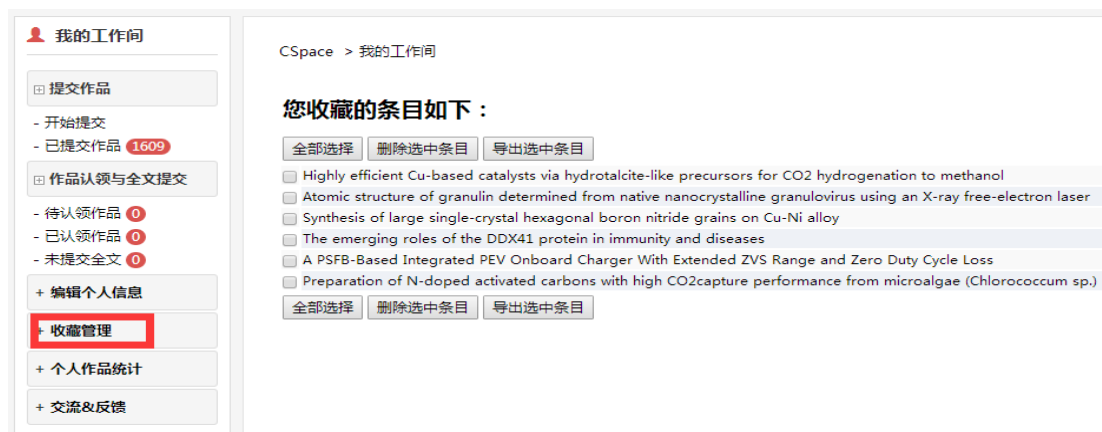 我的工作间
提交作品
- 开始提交
- 已提交作品 1609
作品认领与全文提交
- 待认领作品 0
- 已认领作品 0
- 未提交全文 0
+ 编辑个人信息
+ 收藏管理
+ 个人作品统计
+ 交流&反馈
CSpace > 我的工作间
您收藏的条目如下：
全部选择 删除选中条目 导出选中条目
Highly efficient Cu-based catalysts via hydrotalcite-like precursors for CO2 hydrogenation to methanol
Atomic structure of granulin determined from native nanocrystalline granulovirus using an X-ray free-electron laser
Synthesis of large single-crystal hexagonal boron nitride grains on Cu-Ni alloy
The emerging roles of the DDX41 protein in immunity and diseases
A PSFB-Based Integrated PEV Onboard Charger With Extended ZVS Range and Zero Duty Cycle Loss
Preparation of N-doped activated carbons with high CO2capture performance from microalgae (Chlorococcum sp.)
全部选择 删除选中条目 导出选中条目